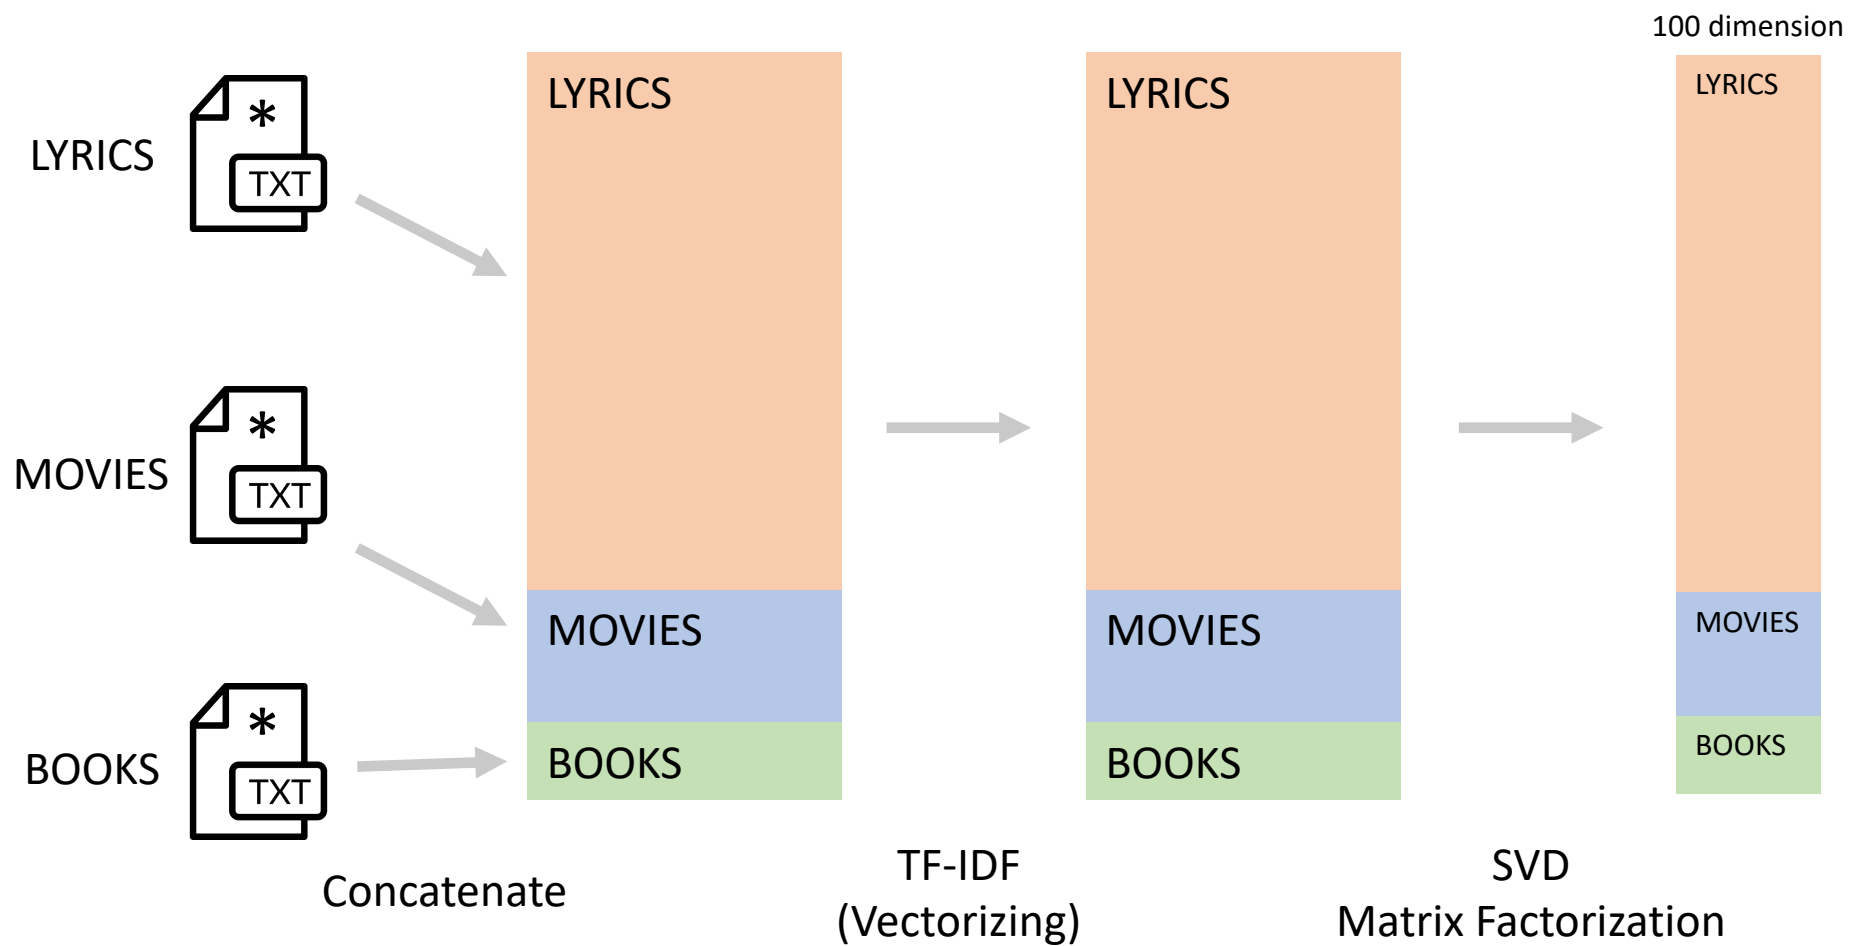 100 dimension
LYRICS
*
TXT
LYRICS
LYRICS
LYRICS
MOVIES
*
TXT
MOVIES
MOVIES
MOVIES
BOOKS
*
TXT
BOOKS
BOOKS
BOOKS
Concatenate
TF-IDF
(Vectorizing)
SVD
Matrix Factorization